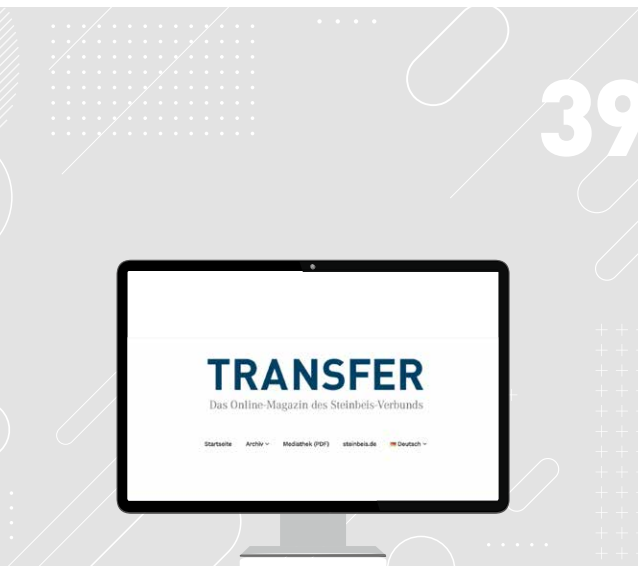 39
TRANSFER
Das Online-Magazin des Steinbeis-Verbunds
Startseite Archiv Mediathek (PDF) steinbeis.de Deutsch